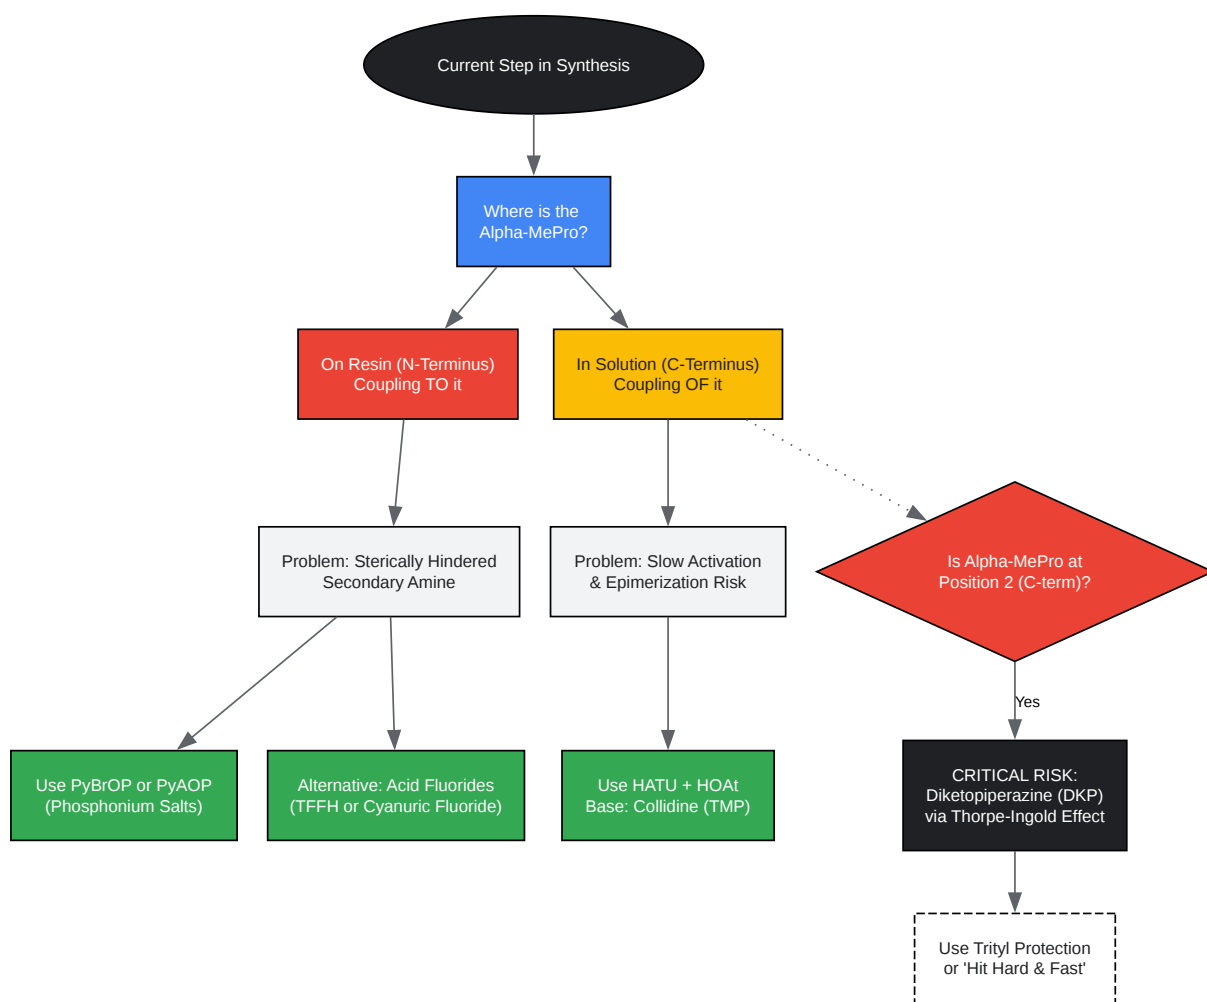 Current Step in Synthesis
Where is the
Alpha-MePro?
On Resin (N-Terminus)
Coupling TO it
In Solution (C-Terminus)
Coupling OF it
Problem: Sterically Hindered
Secondary Amine
Problem: Slow Activation
& Epimerization Risk
Is Alpha-MePro at
Position 2 (C-term)?
Yes
Use PyBrOP or PyAOP
(Phosphonium Salts)
Alternative: Acid Fluorides
(TFFH or Cyanuric Fluoride)
Use HATU + HOAt
Base: Collidine (TMP)
CRITICAL RISK:
Diketopiperazine (DKP)
via Thorpe-Ingold Effect
Use Trityl Protection
or 'Hit Hard & Fast'